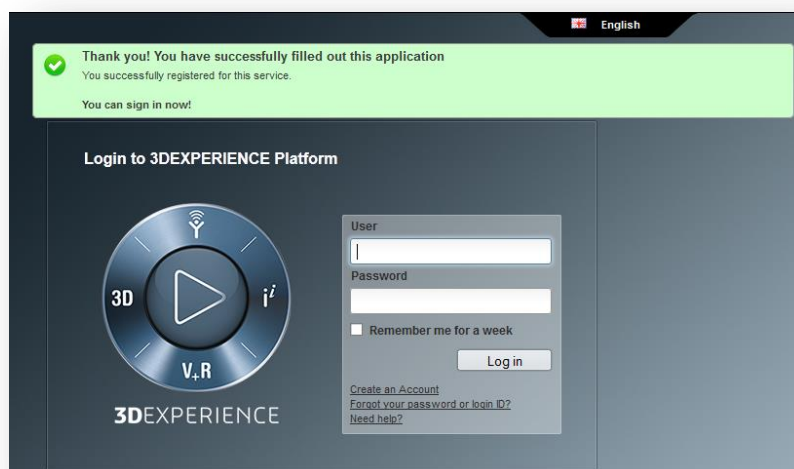 English
Thank you! You have successfully filled out this application
You successfully registered for this service.
You can sign in now!
Login to 3DEXPERIENCE Platform
3D
i i
V+R
3DEXPERIENCE
User
Password
Remember me for a week
Log in
Create an Account
Forgot your password or login ID?
Need help?